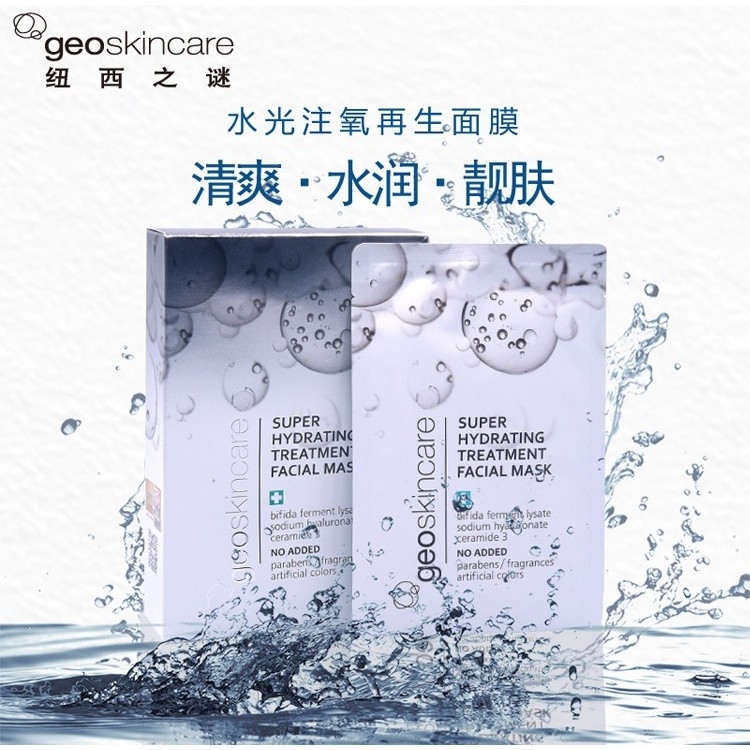 geoskincare
纽西之谜
水光注氧再生面膜
清爽·水润·靓肤
geoskincare
SUPER
HYDRATING
TREATMENT
FACIAL MASK
bifida ferment lysate
sodium hyaluronate
ceramide 3
NO ADDED
parabens/fragrances
artificial colors
geoskincare
SUPER
HYDRATING
TREATMENT
FACIAL MASK
bifida ferment lysate
sodium hyaluronate
ceramide 3
NO ADDED
parabens/fragrances
artificial colors